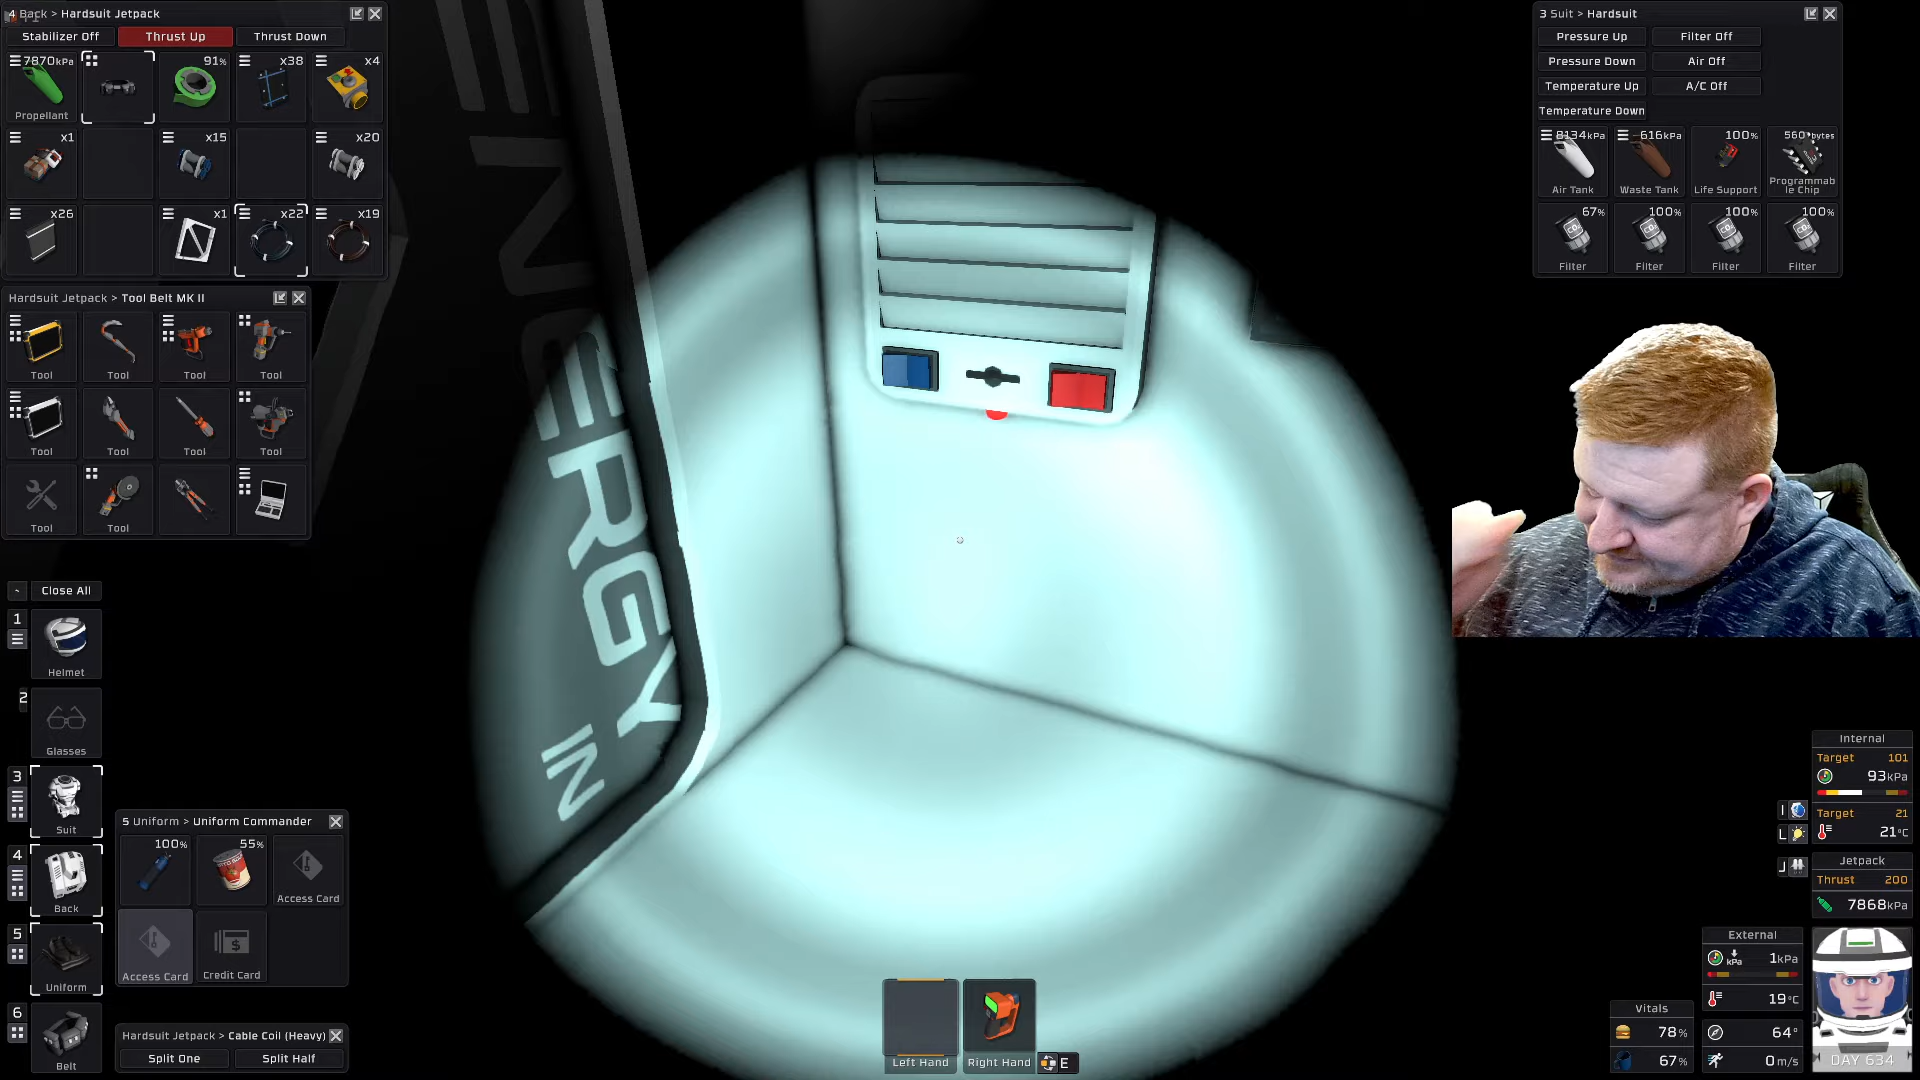 4 Back > Hardsuit Jetpack
Stabilizer Off
Thrust Up
Thrust Down
7870kPa
Propellant
91%
x38
x4
x1
x15
x20
x26
x1
x22
x19
Hardsuit Jetpack > Tool Belt MK II
Tool
Tool
Tool
Tool
Tool
Tool
Tool
Tool
Tool
Tool
~ Close All
1
Helmet
2
Glasses
3
Suit
4
Back
5
Uniform
6
Belt
5 Uniform > Uniform Commander
100%
55%
Access Card
Access Card
Credit Card
Hardsuit Jetpack > Cable Coil (Heavy)
Split One
Split Half
ENERGY
IN
Left Hand
Right Hand
E
3 Suit > Hardsuit
Pressure Up
Filter Off
Pressure Down
Air Off
Temperature Up
A/C Off
Temperature Down
8134kPa
Air Tank
616kPa
Waste Tank
100%
Life Support
560 bytes
Programmab
le Chip
67%
Filter
100%
Filter
100%
Filter
100%
Filter
Internal
Target 101
93kPa
Target 21
21°C
I
L
J
Jetpack
Thrust 200
7868kPa
External
kPa
1kPa
19°C
Vitals
78%
67%
64°
0m/s
DAY 634